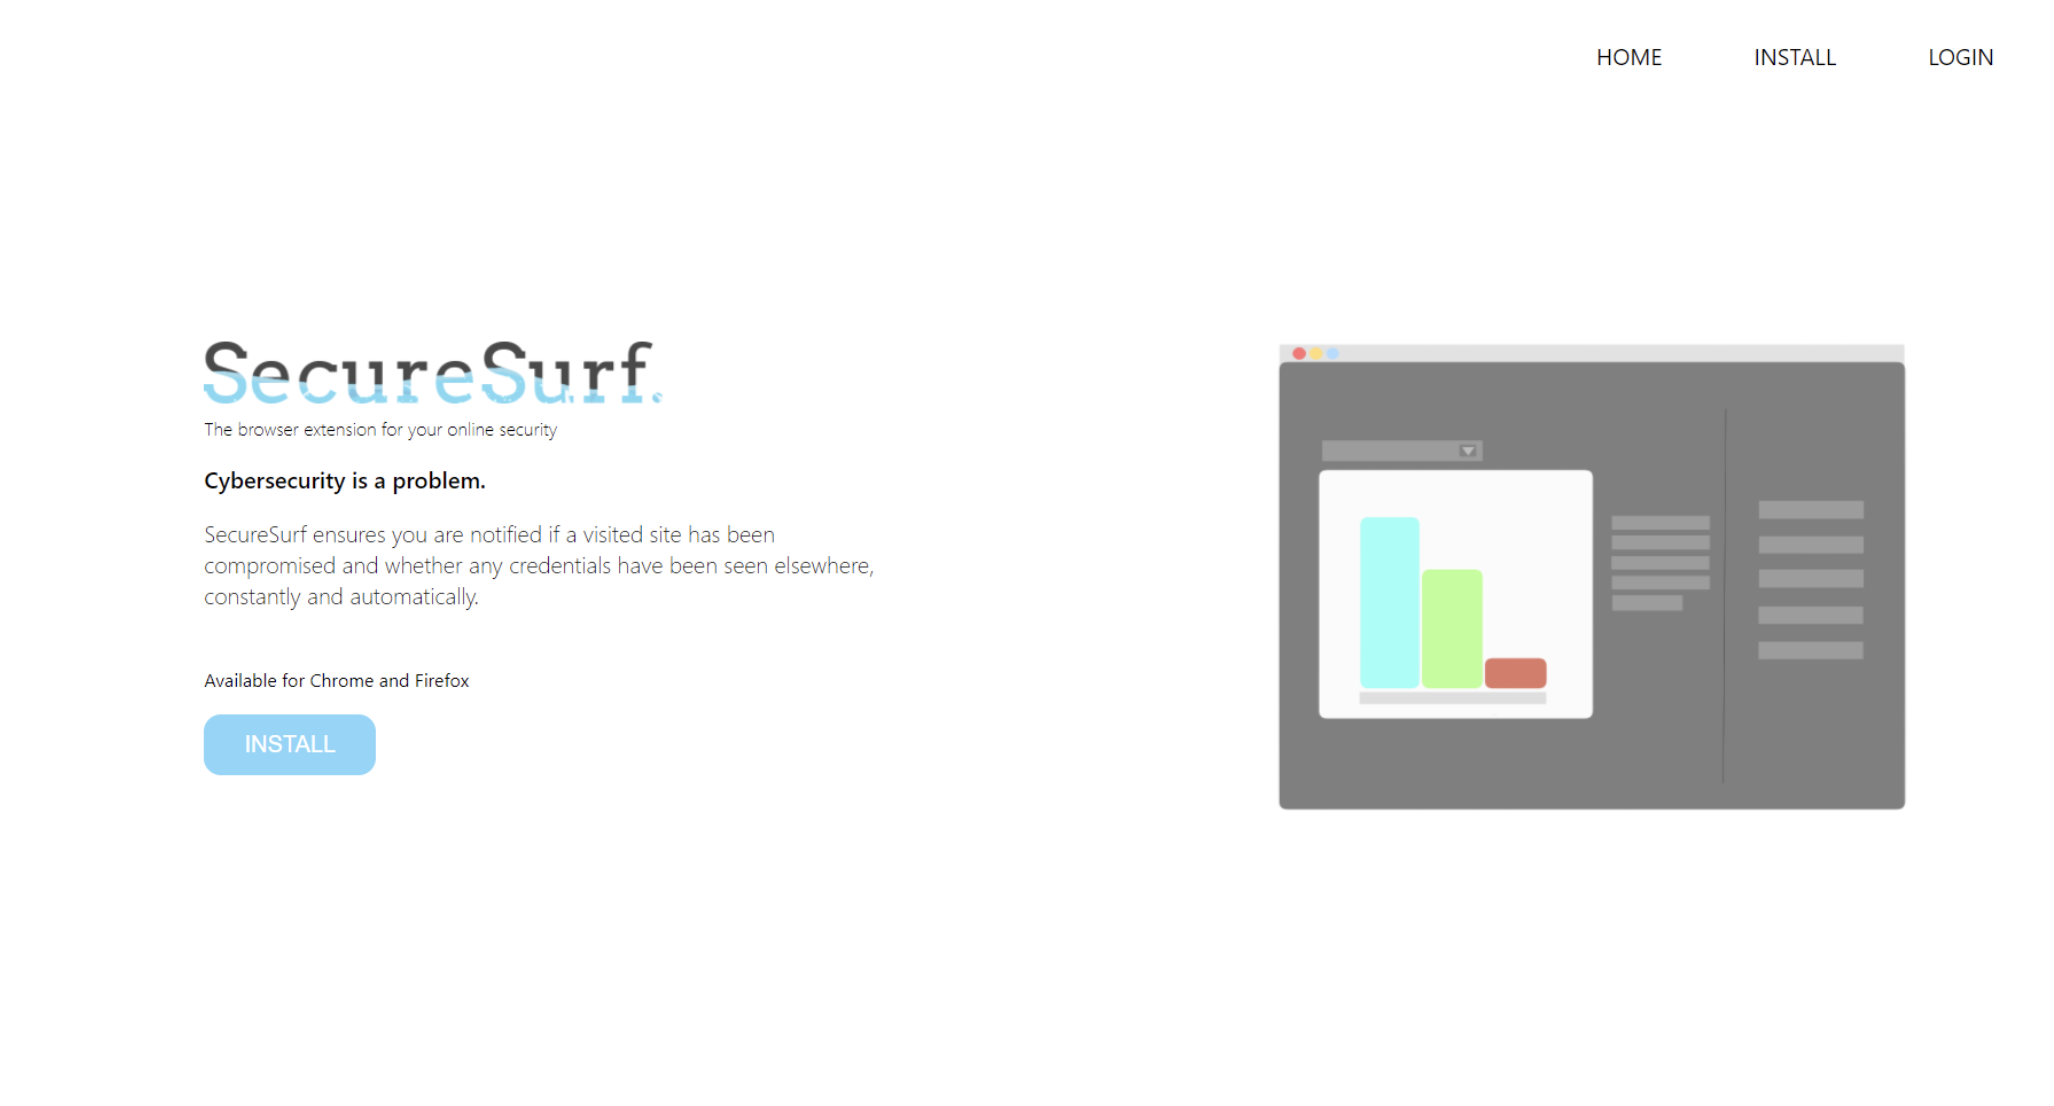 HOME INSTALL LOGIN
SecureSurf.
The browser extension for your online security
Cybersecurity is a problem.
SecureSurf ensures you are notified if a visited site has been
compromised and whether any credentials have been seen elsewhere,
constantly and automatically.
Available for Chrome and Firefox
INSTALL